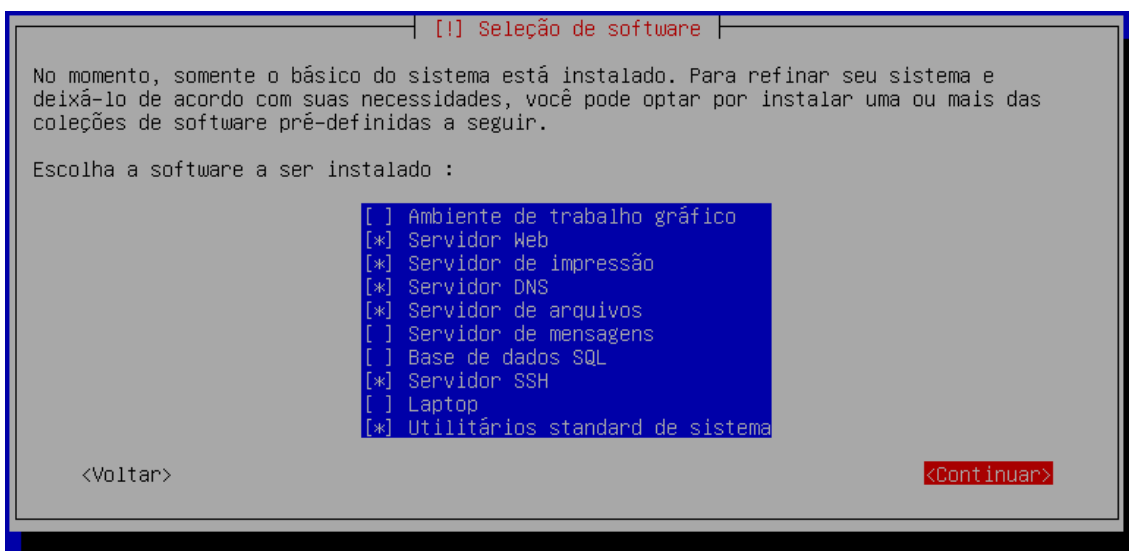 [!] Seleção de software
No momento, somente o básico do sistema está instalado. Para refinar seu sistema e
deixá-lo de acordo com suas necessidades, você pode optar por instalar uma ou mais das
coleções de software pré-definidas a seguir.
Escolha a software a ser instalado :
[ ] Ambiente de trabalho gráfico
[*] Servidor Web
[*] Servidor de impressão
[*] Servidor DNS
[*] Servidor de arquivos
[ ] Servidor de mensagens
[ ] Base de dados SQL
[*] Servidor SSH
[ ] Laptop
[*] Utilitários standard de sistema
<Voltar> <Continuar>